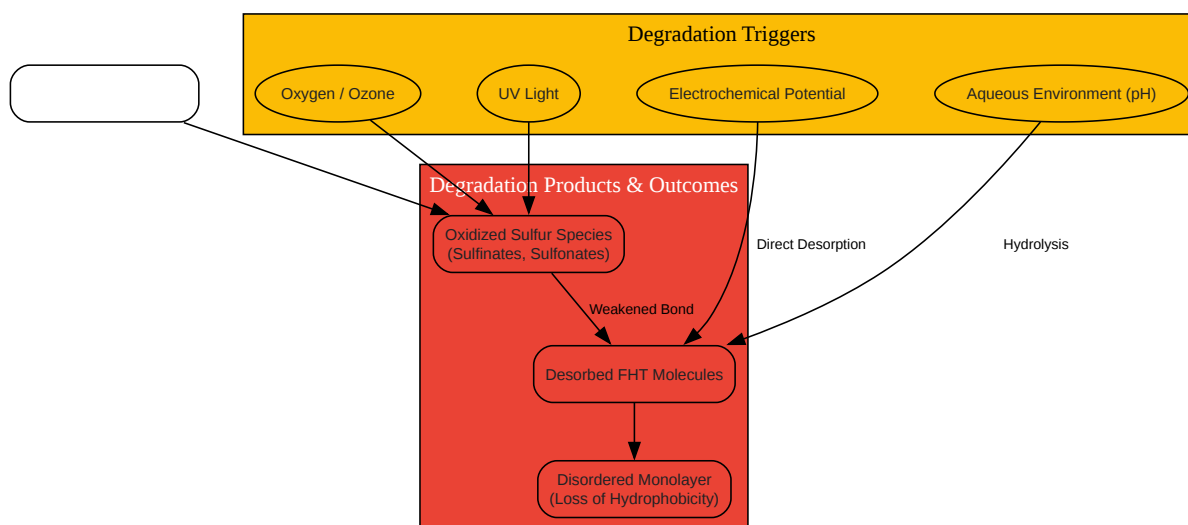 Degradation Triggers
Oxygen / Ozone
UV Light
Electrochemical Potential
Aqueous Environment (pH)
Degradation Products & Outcomes
Oxidized Sulfur Species
(Sulfinates, Sulfonates)
Direct Desorption
Hydrolysis
Weakened Bond
Desorbed FHT Molecules
Disordered Monolayer
(Loss of Hydrophobicity)